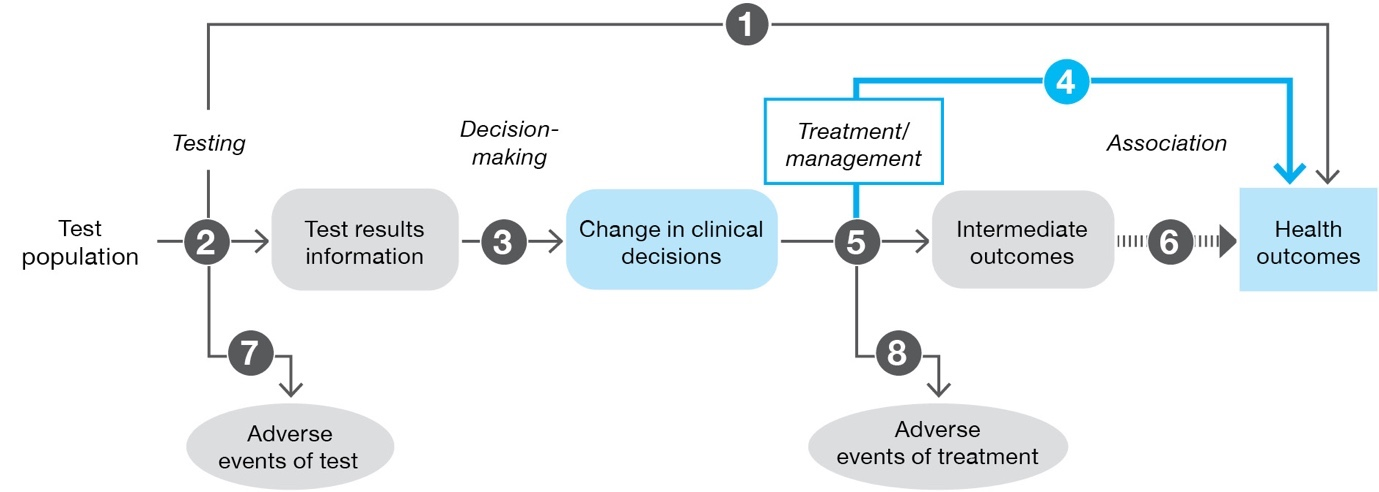 1
4
Testing
Decision-
making
Treatment/
management
Association
Test
population
2
Test results
information
3
Change in clinical
decisions
5
Intermediate
outcomes
6
Health
outcomes
7
8
Adverse
events of test
Adverse
events of treatment